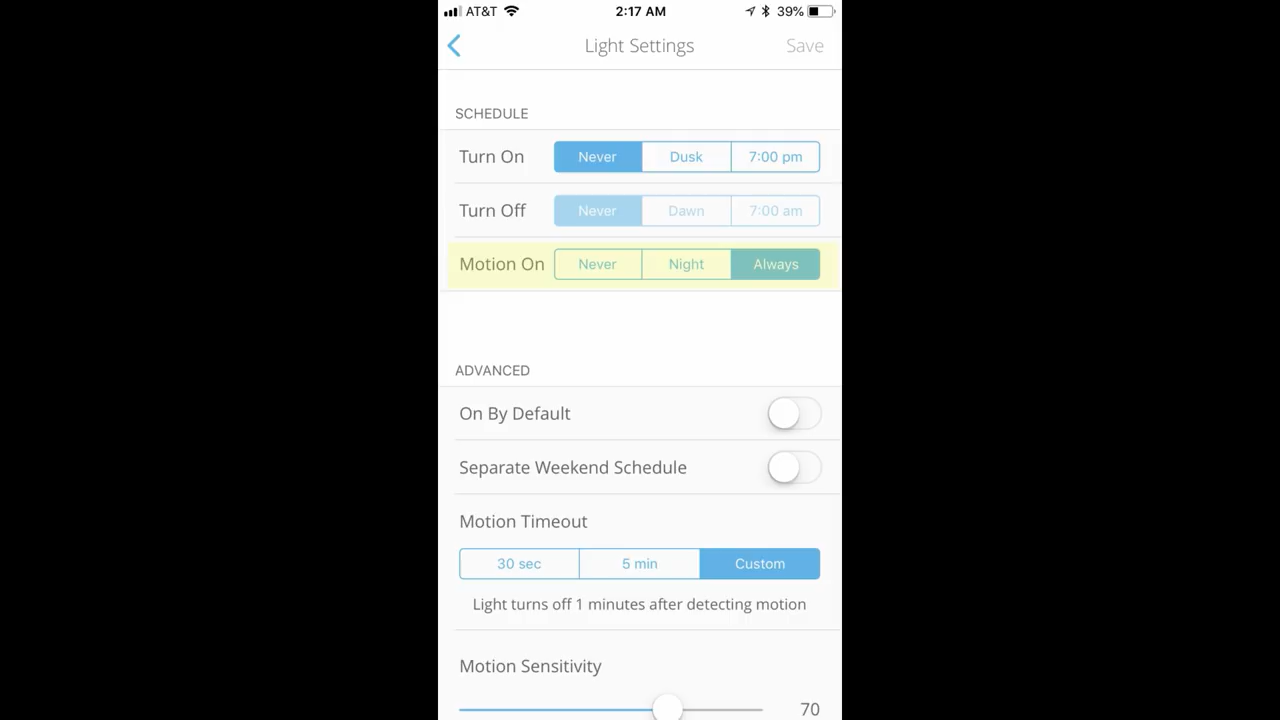 AT&T 2:17 AM 39%
Light Settings Save
SCHEDULE
Turn On Never Dusk 7:00 pm
Turn Off Never Dawn 7:00 am
Motion On Never Night Always
ADVANCED
On By Default
Separate Weekend Schedule
Motion Timeout
30 sec 5 min Custom
Light turns off 1 minutes after detecting motion
Motion Sensitivity
70